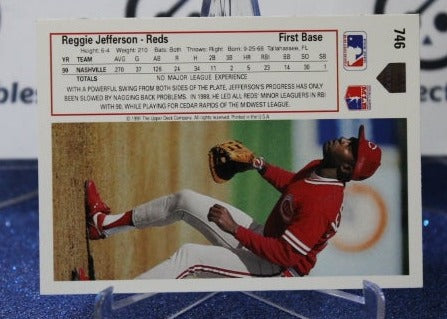 Reggie Jefferson - Reds
First Base
746
Height: 6-4 Weight: 210 Bats: Both Throws: Right Born: 9-25-68 Tallahassee, FL
YR TEAM AVG G AB R H 2B 3B HR RBI SB
90 NASHVILLE 270 37 126 24 34 11 2 5 23 1
TOTALS NO MAJOR LEAGUE EXPERIENCE
WITH A POWERFUL SWING FROM BOTH SIDES OF THE PLATE, JEFFERSON'S PROGRESS HAS ONLY
BEEN SLOWED BY NAGGING BACK PROBLEMS. IN 1988, HE LED ALL REDS' MINOR LEAGUERS IN RBI
WITH 90, WHILE PLAYING FOR CEDAR RAPIDS OF THE MIDWEST LEAGUE.
© 1991 The Upper Deck Company. All rights reserved. Printed in the U.S.A.